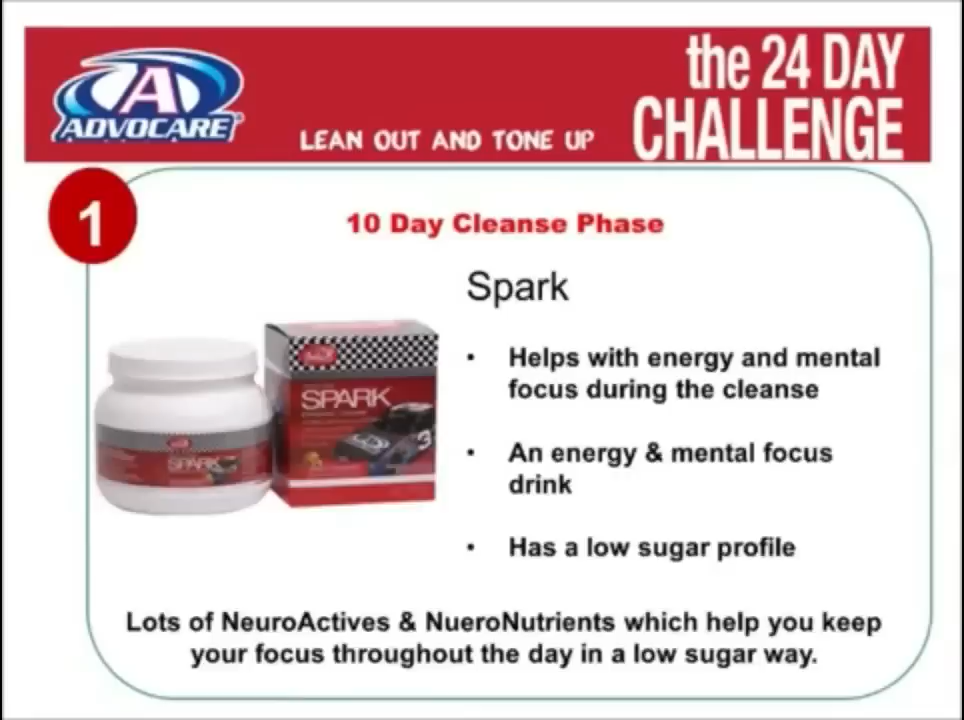 ADVOCARE®
LEAN OUT AND TONE UP
the 24 DAY
CHALLENGE
1
10 Day Cleanse Phase
Spark
• Helps with energy and mental
focus during the cleanse
• An energy & mental focus
drink
• Has a low sugar profile
SPARK
SPARK
3
Lots of NeuroActives & NueroNutrients which help you keep
your focus throughout the day in a low sugar way.